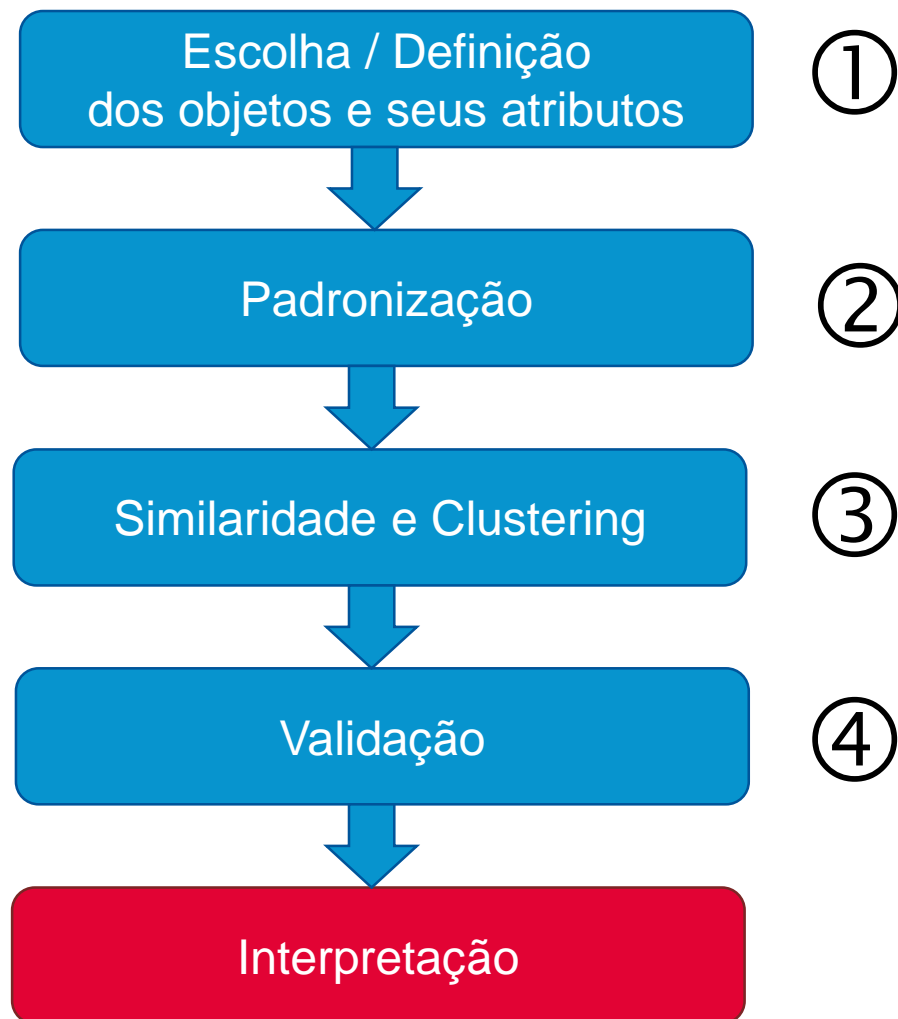 Escolha / Definição
dos objetos e seus atributos
①
Padronização
②
Similaridade e Clustering
③
Validação
④
Interpretação